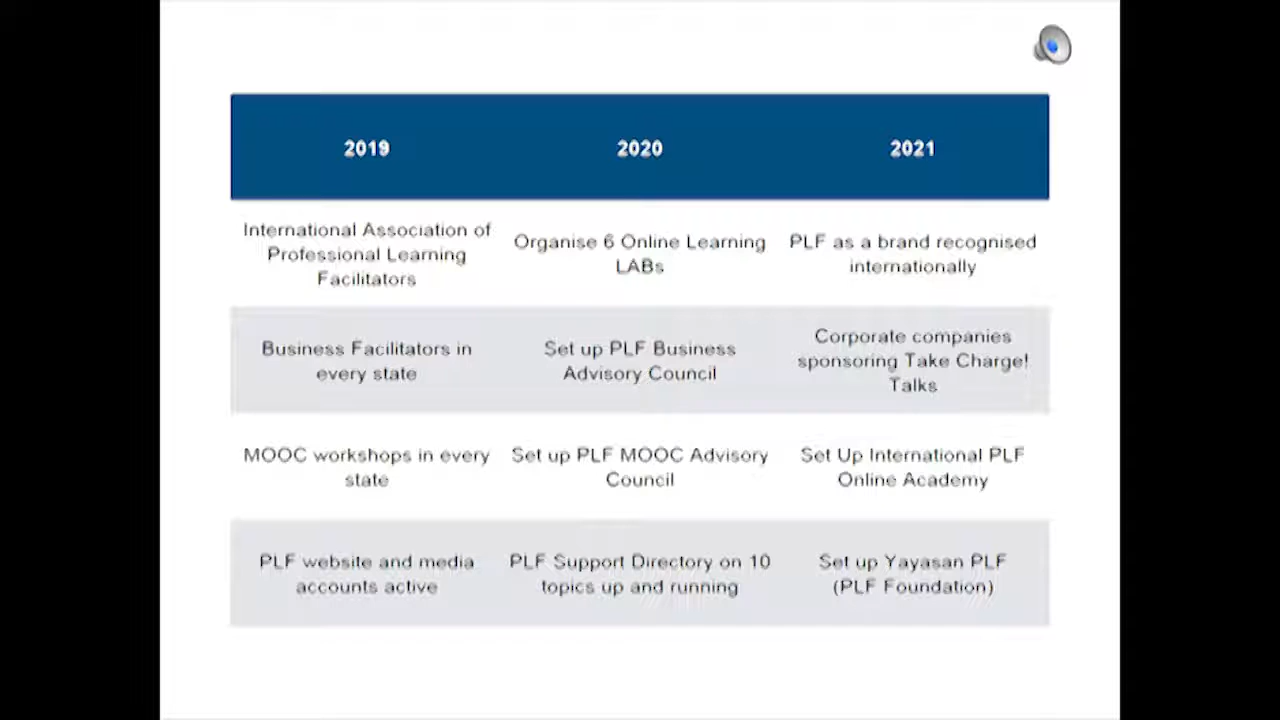 2019 2020 2021
International Association of
Professional Learning
Facilitators
Organise 6 Online Learning
LABs
PLF as a brand recognised
internationally
Business Facilitators in
every state
Set up PLF Business
Advisory Council
Corporate companies
sponsoring Take Charge!
Talks
MOOC workshops in every
state
Set up PLF MOOC Advisory
Council
Set Up International PLF
Online Academy
PLF website and media
accounts active
PLF Support Directory on 10
topics up and running
Set up Yayasan PLF
(PLF Foundation)